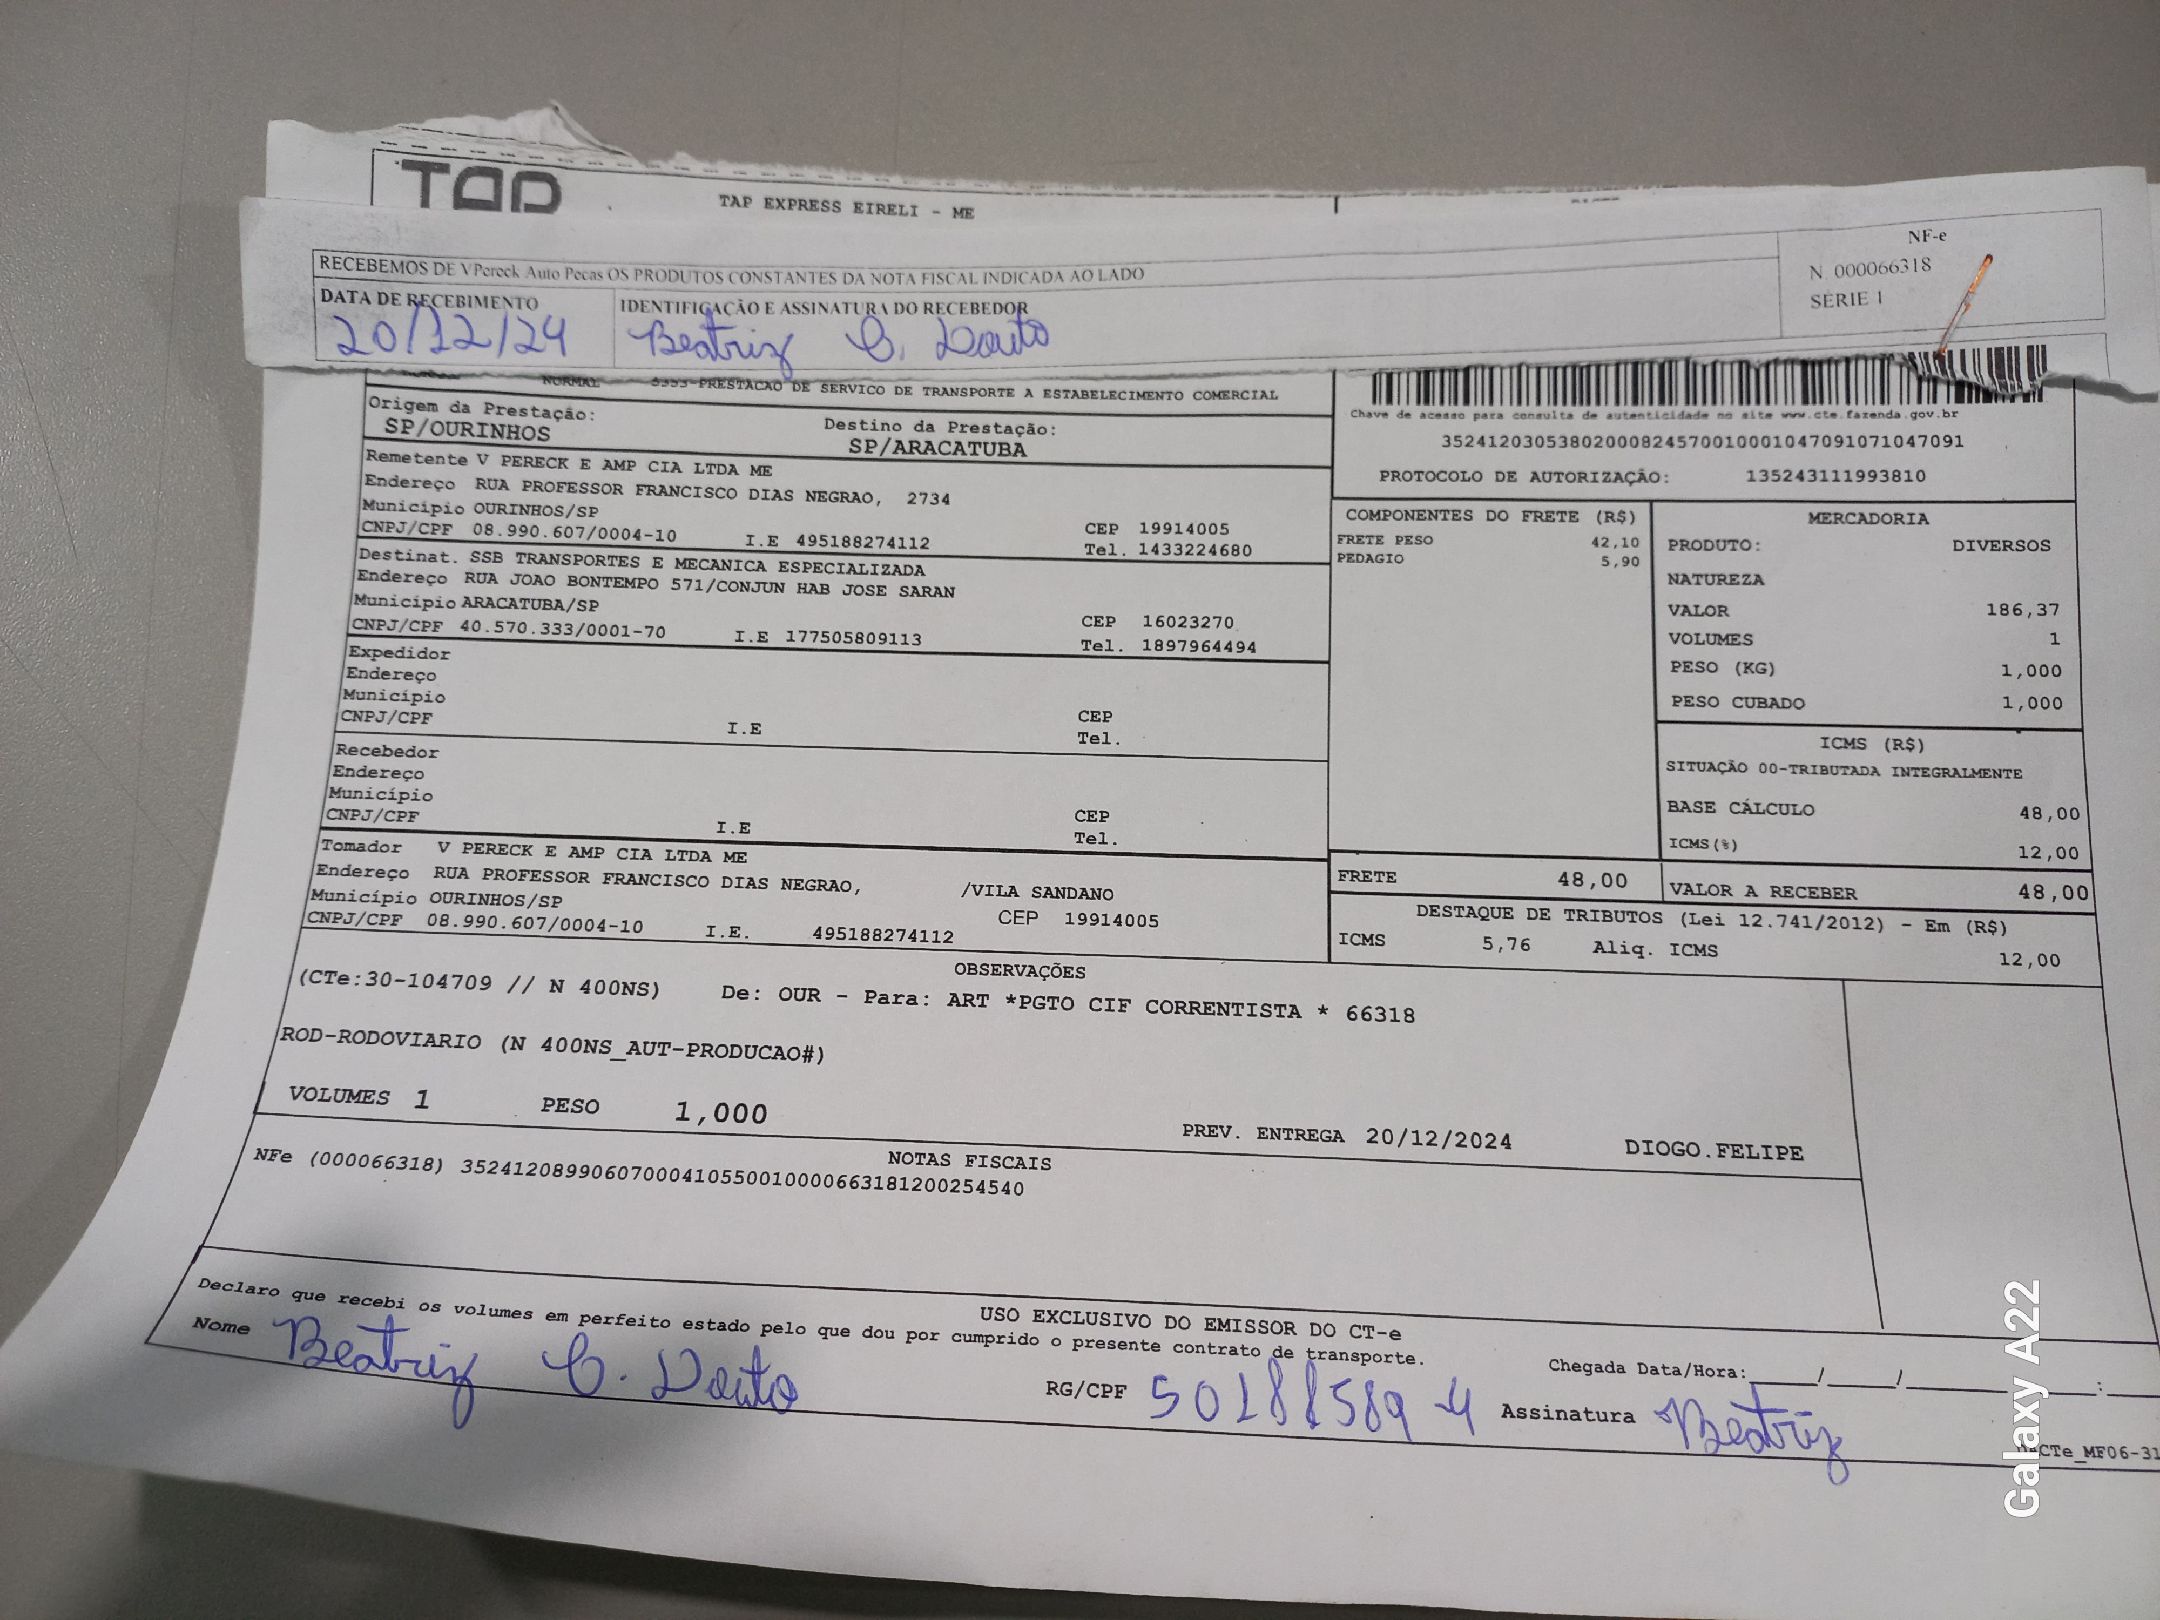 TAP
TAP EXPRESS EIRELI - ME
RECEBEMOS DE VPereck Auto Pecas OS PRODUTOS CONSTANTES DA NOTA FISCAL INDICADA AO LADO
DATA DE RECEBIMENTO
20/12/24
IDENTIFICAÇÃO E ASSINATURA DO RECEBEDOR
Beatriz C. Douto
NF-e
N. 000066318
SÉRIE 1
NORMAL 5353-PRESTACAO DE SERVICO DE TRANSPORTE A ESTABELECIMENTO COMERCIAL
Origem da Prestação:
SP/OURINHOS
Destino da Prestação:
SP/ARACATUBA
Chave de acesso para consulta de autenticidade no site www.cte.fazenda.gov.br
35241203053802000824570010001047091071047091
PROTOCOLO DE AUTORIZAÇÃO: 135243111993810
Remetente V PERECK E AMP CIA LTDA ME
Endereço RUA PROFESSOR FRANCISCO DIAS NEGRAO, 2734
Município OURINHOS/SP CEP 19914005
CNPJ/CPF 08.990.607/0004-10 I.E 495188274112 Tel. 1433224680
Destinat. SSB TRANSPORTES E MECANICA ESPECIALIZADA
Endereço RUA JOAO BONTEMPO 571/CONJUN HAB JOSE SARAN
Município ARACATUBA/SP CEP 16023270
CNPJ/CPF 40.570.333/0001-70 I.E 177505809113 Tel. 1897964494
Expedidor
Endereço
Município CEP
CNPJ/CPF I.E Tel.
Recebedor
Endereço
Município CEP
CNPJ/CPF I.E Tel.
Tomador V PERECK E AMP CIA LTDA ME
Endereço RUA PROFESSOR FRANCISCO DIAS NEGRAO, /VILA SANDANO
Município OURINHOS/SP CEP 19914005
CNPJ/CPF 08.990.607/0004-10 I.E. 495188274112
COMPONENTES DO FRETE (R$)
FRETE PESO 42,10
PEDAGIO 5,90
MERCADORIA
PRODUTO: DIVERSOS
NATUREZA
VALOR 186,37
VOLUMES 1
PESO (KG) 1,000
PESO CUBADO 1,000
ICMS (R$)
SITUAÇÃO 00-TRIBUTADA INTEGRALMENTE
BASE CÁLCULO 48,00
ICMS(%) 12,00
FRETE 48,00 VALOR A RECEBER 48,00
DESTAQUE DE TRIBUTOS (Lei 12.741/2012) - Em (R$)
ICMS 5,76 Aliq. ICMS 12,00
OBSERVAÇÕES
(CTe:30-104709 // N 400NS) De: OUR - Para: ART *PGTO CIF CORRENTISTA * 66318
ROD-RODOVIARIO (N 400NS_AUT-PRODUCAO#)
VOLUMES 1 PESO 1,000 PREV. ENTREGA 20/12/2024 DIOGO.FELIPE
NOTAS FISCAIS
NFe (000066318) 35241208990607000410550010000663181200254540
USO EXCLUSIVO DO EMISSOR DO CT-e
Declaro que recebi os volumes em perfeito estado pelo que dou por cumprido o presente contrato de transporte.
Nome Beatriz C. Douto RG/CPF 50188589-4 Assinatura Beatriz
Chegada Data/Hora:____/____/____ __:__
CTe_MF06-31
Galaxy A22